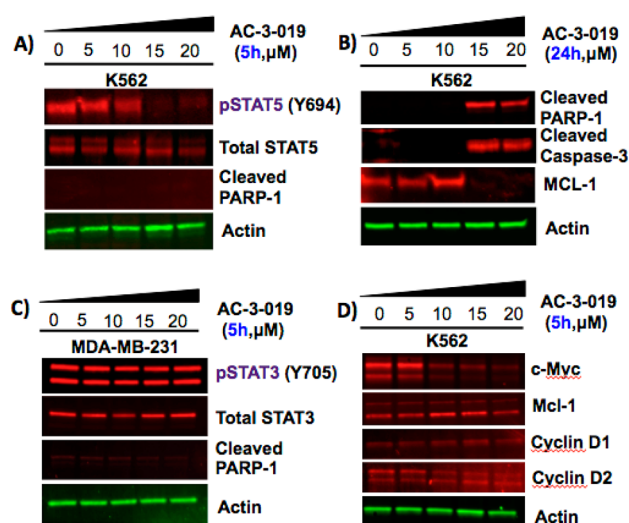 A)
AC-3-019
(5h,µM)
0 5 10 15 20
K562
pSTAT5 (Y694)
Total STAT5
Cleaved
PARP-1
Actin
B)
AC-3-019
(24h,µM)
0 5 10 15 20
K562
Cleaved
PARP-1
Cleaved
Caspase-3
MCL-1
Actin
C)
AC-3-019
(5h,µM)
0 5 10 15 20
MDA-MB-231
pSTAT3 (Y705)
Total STAT3
Cleaved
PARP-1
Actin
D)
AC-3-019
(5h,µM)
0 5 10 15 20
K562
c-Mvc
Mcl-1
Cyclin D1
Cyclin D2
Actin